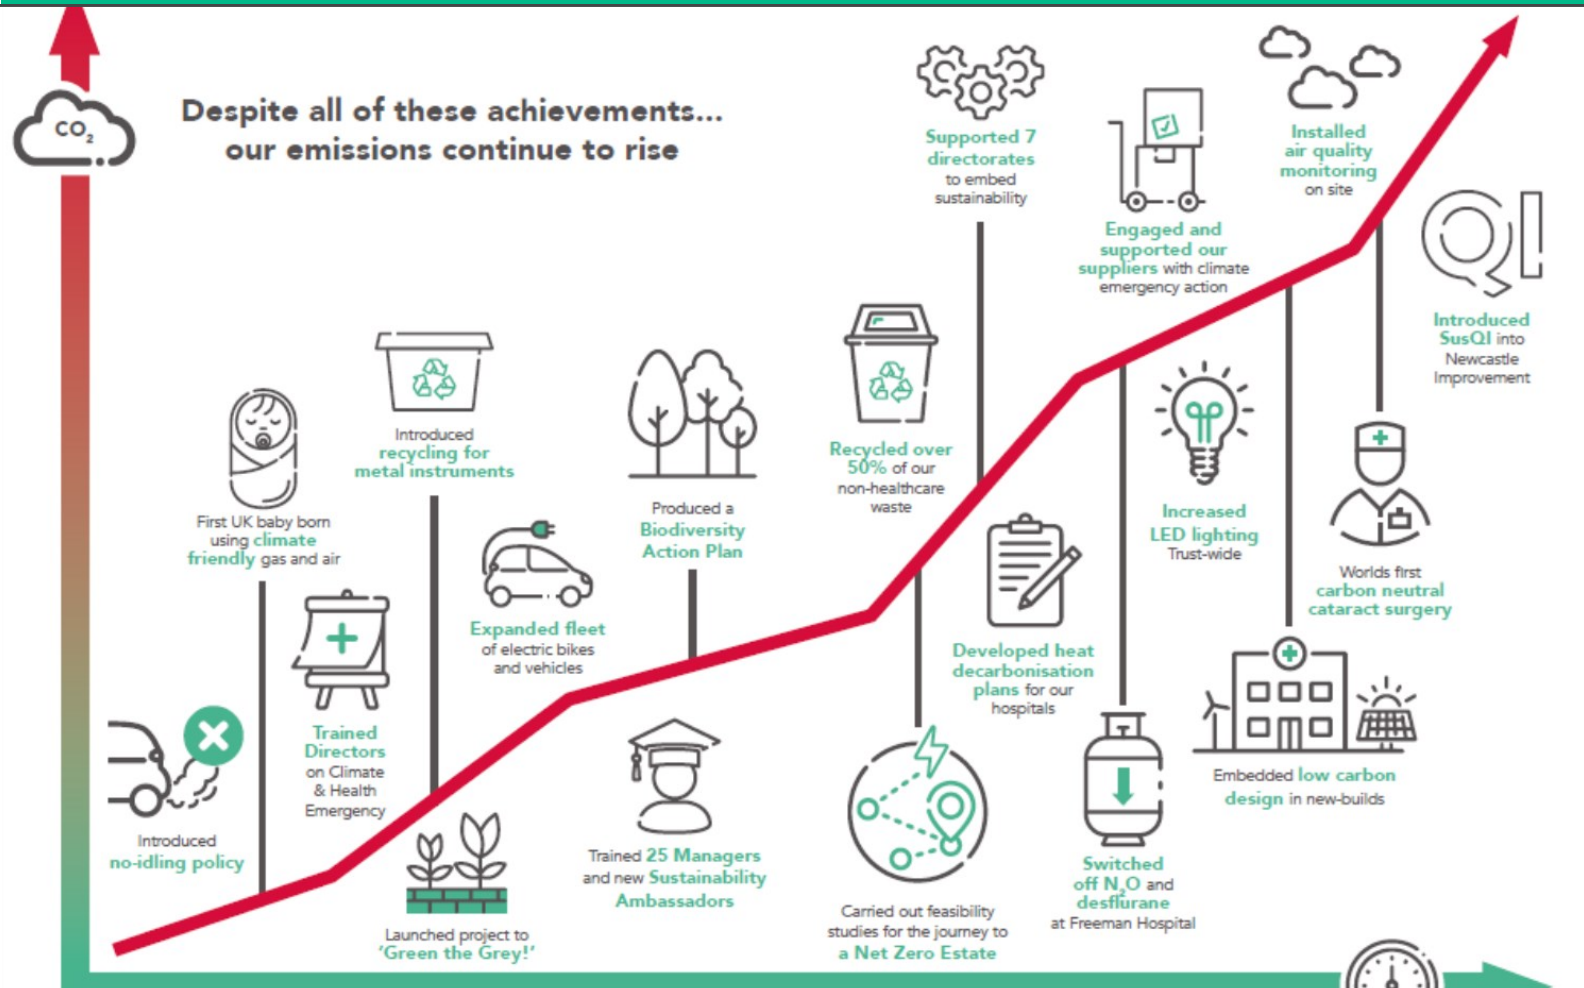 CO2
Despite all of these achievements...
our emissions continue to rise
Supported 7
directorates
to embed
sustainability
Engaged and
supported our
suppliers with climate
emergency action
Installed
air quality
monitoring
on site
QI
Introduced
SusQI into
Newcastle
Improvement
First UK baby born
using climate
friendly gas and air
Introduced
recycling for
metal instruments
Produced a
Biodiversity
Action Plan
Recycled over
50% of our
non-healthcare
waste
Increased
LED lighting
Trust-wide
Worlds first
carbon neutral
cataract surgery
Expanded fleet
of electric bikes
and vehicles
Developed heat
decarbonisation
plans for our
hospitals
Introduced
no-idling policy
Trained
Directors
on Climate
& Health
Emergency
Launched project to
'Green the Grey!'
Trained 25 Managers
and new Sustainability
Ambassadors
Carried out feasibility
studies for the journey to
a Net Zero Estate
Switched
off N2O and
desflurane
at Freeman Hospital
Embedded low carbon
design in new-builds